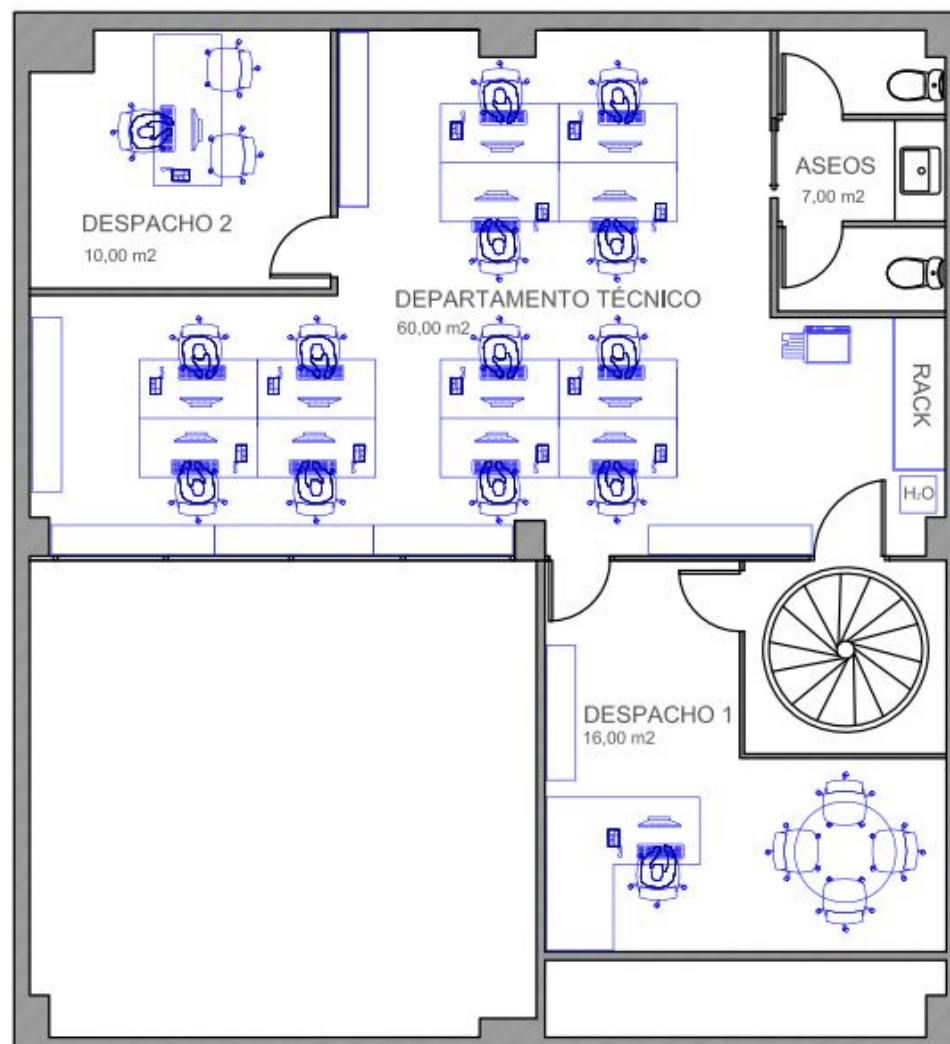 ASEOS
7,00 m2
DESPACHO 2
10,00 m2
DEPARTAMENTO TÉCNICO
60,00 m2
RACK
H₂O
DESPACHO 1
16,00 m2